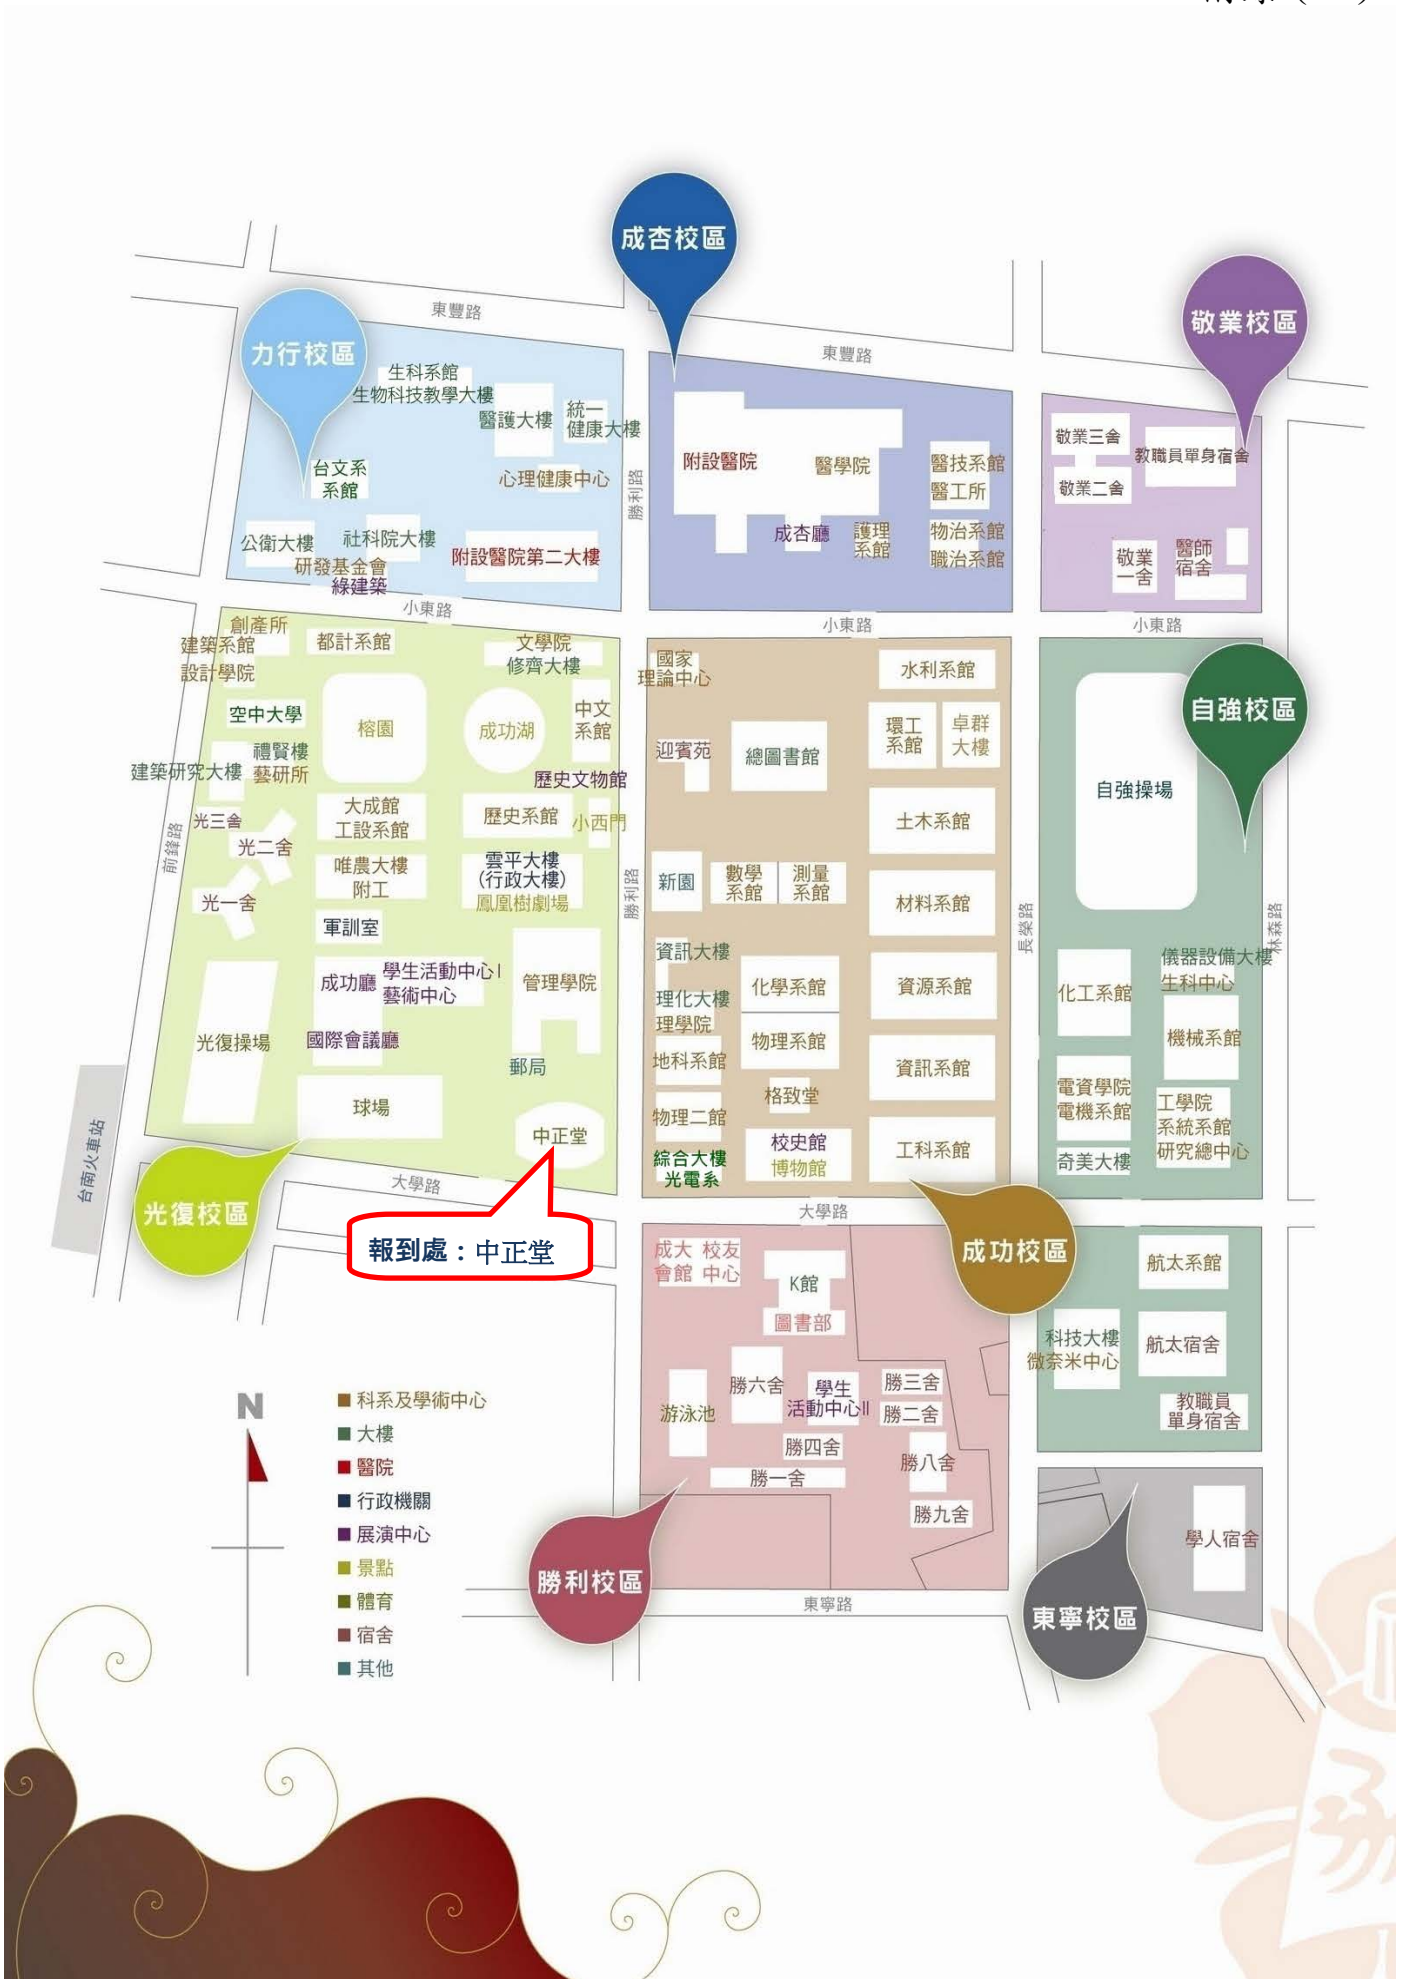 成杏校區
敬業校區
力行校區
東豐路
東豐路
生科系館
生物科技教學大樓
醫護大樓
統一
健康大樓
心理健康中心
台文系
系館
公衛大樓
社科院大樓
研發基金會
綠建築
附設醫院第二大樓
勝利路
附設醫院
醫學院
成杏廳
護理
系館
醫技系館
醫工所
物治系館
職治系館
敬業三舍
敬業二舍
教職員單身宿舍
敬業
一舍
醫師
宿舍
小東路
小東路
小東路
創產所
建築系館
設計學院
都計系館
文學院
修齊大樓
空中大學
榕園
成功湖
中文
系館
禮賢樓
藝研所
建築研究大樓
歷史文物館
光三舍
光二舍
光一舍
大成館
工設系館
歷史系館
小西門
唯農大樓
附工
雲平大樓
(行政大樓)
鳳凰樹劇場
軍訓室
前鋒路
勝利路
成功廳
學生活動中心I
藝術中心
管理學院
國際會議廳
光復操場
郵局
球場
中正堂
台南火車站
光復校區
大學路
報到處：中正堂
國家
理論中心
水利系館
迎賓苑
總圖書館
環工
系館
卓群
大樓
土木系館
新園
數學
系館
測量
系館
材料系館
資訊大樓
理化大樓
理學院
化學系館
資源系館
地科系館
物理系館
資訊系館
格致堂
物理二館
校史館
博物館
工科系館
綜合大樓
光電系
長榮路
大學路
成功校區
自強校區
自強操場
林森路
儀器設備大樓
生科中心
化工系館
機械系館
電資學院
電機系館
工學院
系統系館
研究總中心
奇美大樓
航太系館
科技大樓
微奈米中心
航太宿舍
教職員
單身宿舍
成大 校友
會館 中心
K館
圖書部
勝六舍
學生
活動中心II
勝三舍
勝二舍
游泳池
勝四舍
勝一舍
勝八舍
勝九舍
勝利校區
東寧路
東寧校區
學人宿舍
N
科系及學術中心
大樓
醫院
行政機關
展演中心
景點
體育
宿舍
其他